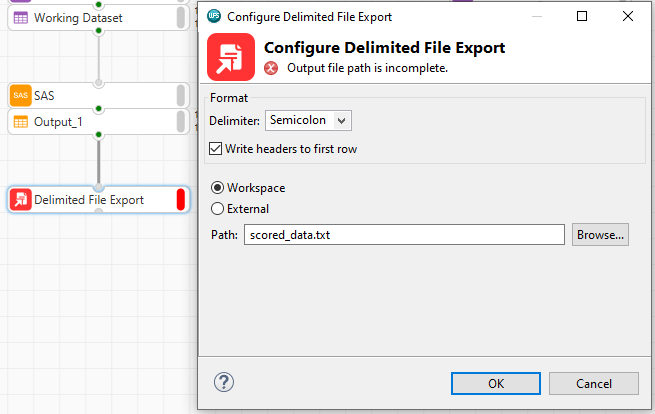 Working Dataset
SAS
SAS
Output_1
Delimited File Export
WPS
Configure Delimited File Export
Configure Delimited File Export
Output file path is incomplete.
Format
Delimiter: Semicolon
Write headers to first row
Workspace
External
Path: scored_data.txt Browse...
? OK Cancel